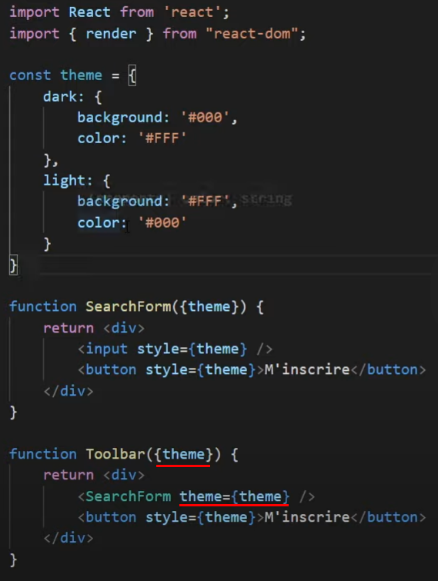 import React from 'react';
import { render } from "react-dom";
const theme = {
dark: {
background: '#000',
color: '#FFF'
},
light: {
background: '#FFF',
color: '#000'
}
}
function SearchForm({theme}) {
return <div>
<input style={theme} />
<button style={theme}>M'inscrire</button>
</div>
}
function Toolbar({theme}) {
return <div>
<SearchForm theme={theme} />
<button style={theme}>M'inscrire</button>
</div>
}